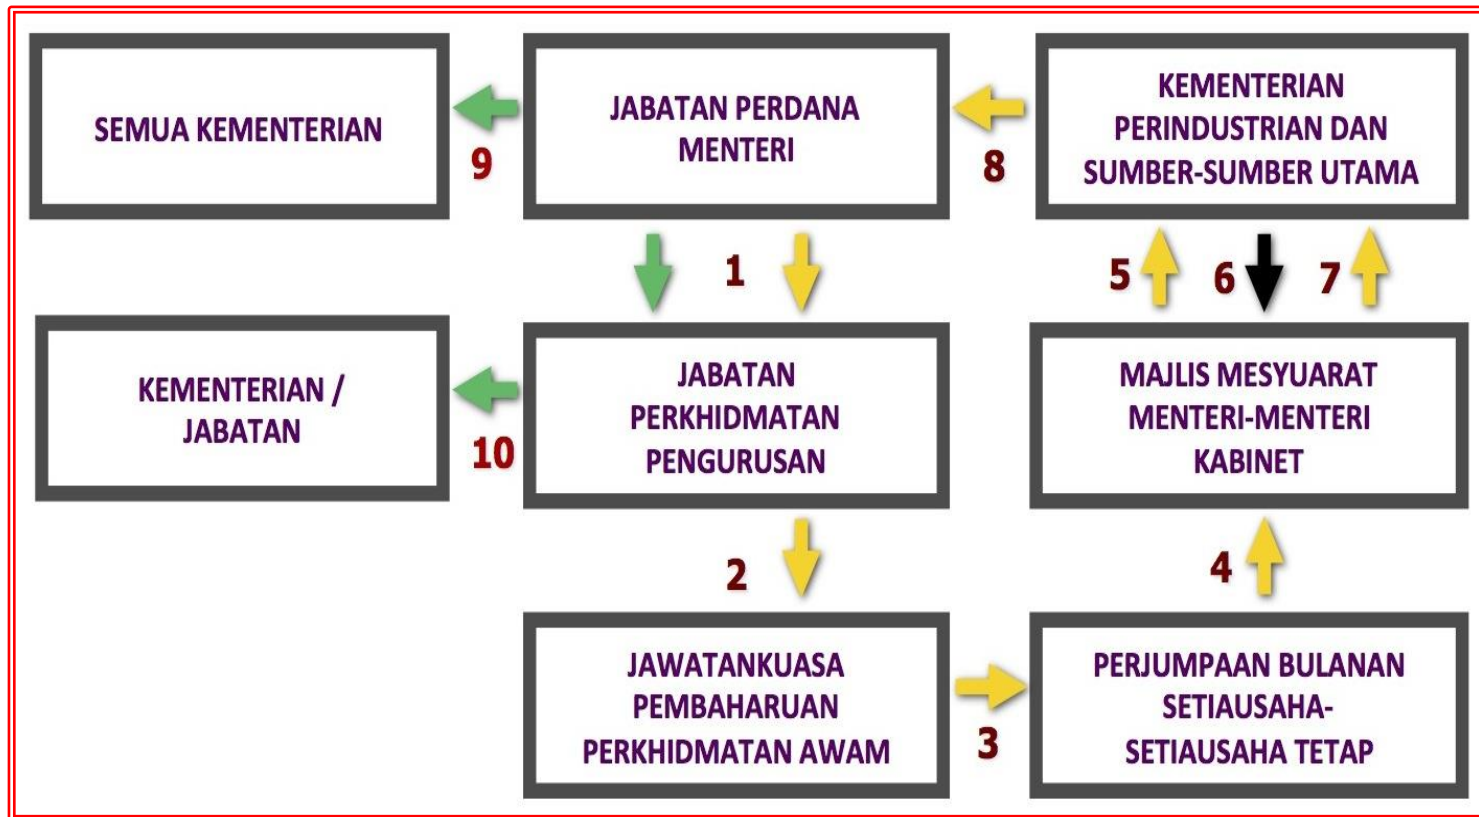 SEMUA KEMENTERIAN
9
JABATAN PERDANA
MENTERI
8
KEMENTERIAN
PERINDUSTRIAN DAN
SUMBER-SUMBER UTAMA
1
5
6
7
KEMENTERIAN /
JABATAN
10
JABATAN
PERKHIDMATAN
PENGURUSAN
MAJLIS MESYUARAT
MENTERI-MENTERI
KABINET
2
4
JAWATANKUASA
PEMBAHARUAN
PERKHIDMATAN AWAM
3
PERJUMPAAN BULANAN
SETIAUSAHA-
SETIAUSAHA TETAP